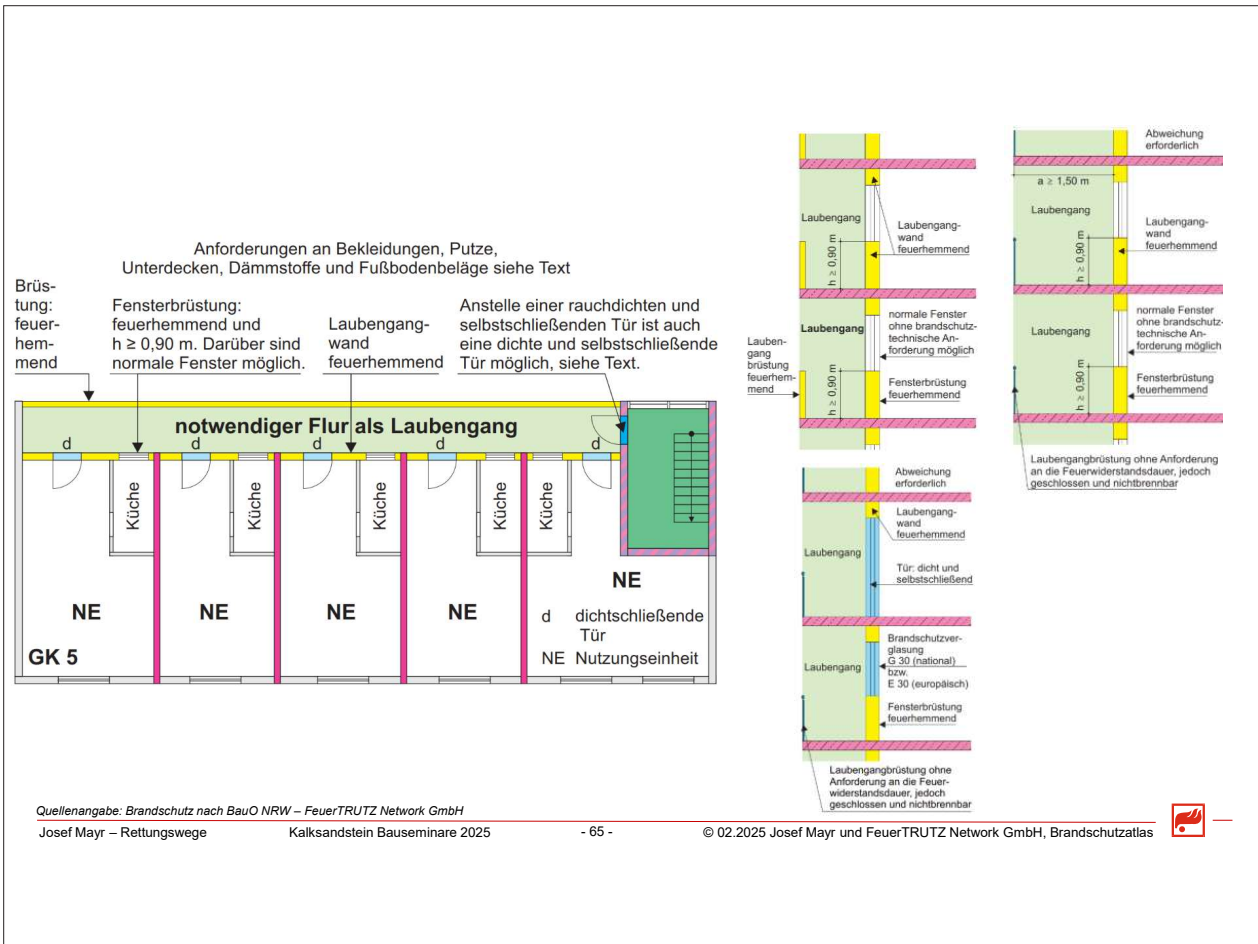 Anforderungen an Bekleidungen, Putze,
Unterdecken, Dämmstoffe und Fußbodenbeläge siehe Text
Brüs-
tung:
feuer-
hem-
mend
Fensterbrüstung:
feuerhemmend und
h ≥ 0,90 m. Darüber sind
normale Fenster möglich.
Laubengang-
wand
feuerhemmend
Anstelle einer rauchdichten und
selbstschließenden Tür ist auch
eine dichte und selbstschließende
Tür möglich, siehe Text.
notwendiger Flur als Laubengang
d
d
d
d
d
Küche
Küche
Küche
Küche
Küche
NE
NE
NE
NE
NE
GK 5
d dichtschließende
Tür
NE Nutzungseinheit
Laubengang
h ≥ 0,90 m
Laubengang-
wand
feuerhemmend
Laubengang
h ≥ 0,90 m
Lauben-
gang
brüstung
feuerhem-
mend
normale Fenster
ohne brandschutz-
technische An-
forderung möglich
Fensterbrüstung
feuerhemmend
Abweichung
erforderlich
a ≥ 1,50 m
Laubengang
h ≥ 0,90 m
Laubengang-
wand
feuerhemmend
Laubengang
h ≥ 0,90 m
normale Fenster
ohne brandschutz-
technische An-
forderung möglich
Fensterbrüstung
feuerhemmend
Laubengangbrüstung ohne Anforderung
an die Feuerwiderstandsdauer, jedoch
geschlossen und nichtbrennbar
Abweichung
erforderlich
Laubengang-
wand
feuerhemmend
Laubengang
Tür: dicht und
selbstschließend
Laubengang
Brandschutzver-
glasung
G 30 (national)
bzw.
E 30 (europäisch)
Fensterbrüstung
feuerhemmend
Laubengangbrüstung ohne
Anforderung an die Feuer-
widerstandsdauer, jedoch
geschlossen und nichtbrennbar
Quellenangabe: Brandschutz nach BauO NRW – FeuerTRUTZ Network GmbH
Josef Mayr – Rettungswege Kalksandstein Bauseminare 2025 - 65 - © 02.2025 Josef Mayr und FeuerTRUTZ Network GmbH, Brandschutzatlas